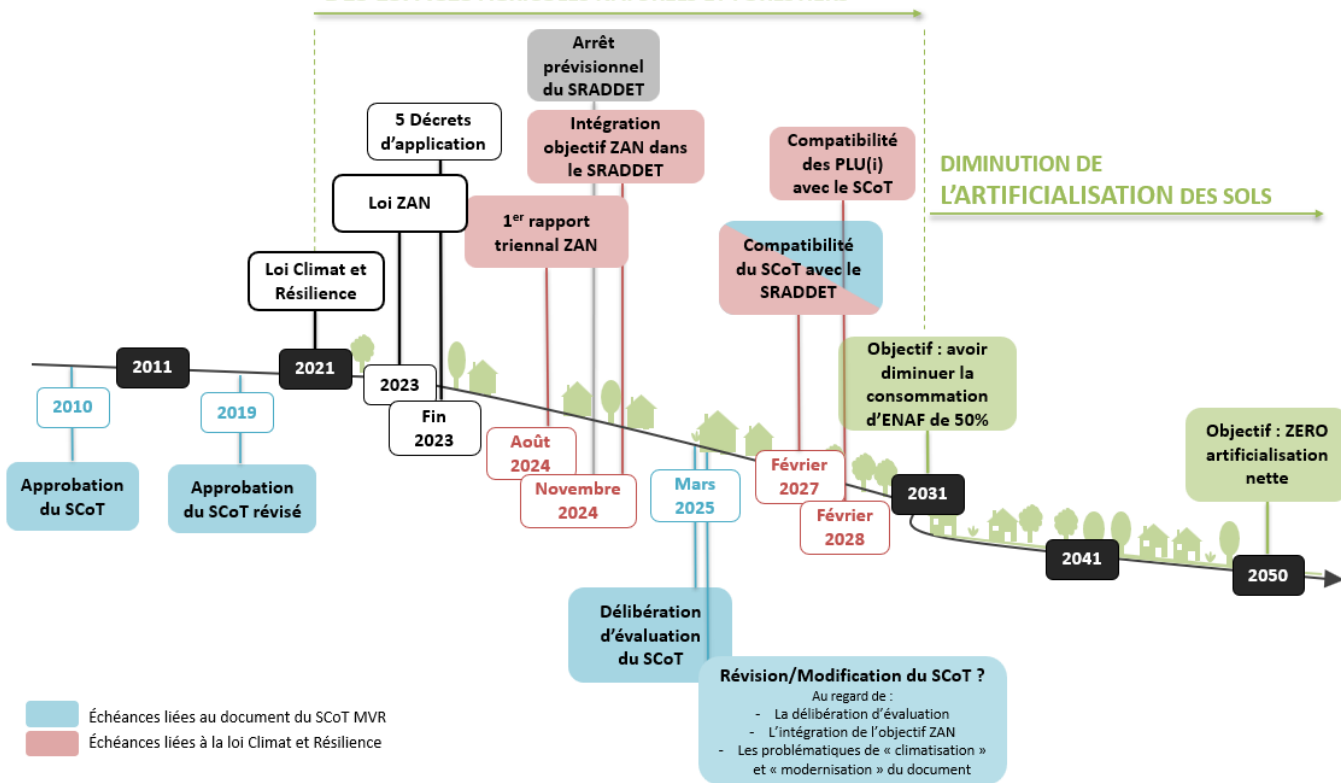 Arrêt
prévisionnel
du SRADDET
5 Décrets
d’application
Intégration
objectif ZAN dans
le SRADDET
Compatibilité
des PLU(i)
avec le SCoT
DIMINUTION DE
L’ARTIFICIALISATION DES SOLS
Loi ZAN
1er rapport
triennal ZAN
Compatibilité
du SCoT avec le
SRADDET
Loi Climat et
Résilience
Objectif : avoir
diminuer la
consommation
d’ENAF de 50%
Objectif : ZERO
artificialisation
nette
2011
2021
2010
2019
2023
Fin
2023
Août
2024
Novembre
2024
Mars
2025
Février
2027
Février
2028
2031
2041
2050
Approbation
du SCoT
Approbation
du SCoT révisé
Délibération
d’évaluation
du SCoT
Révision/Modification du SCoT ?
Au regard de :
- La délibération d’évaluation
- L’intégration de l’objectif ZAN
- Les problématiques de « climatisation »
et « modernisation » du document
Échéances liées au document du SCoT MVR
Échéances liées à la loi Climat et Résilience